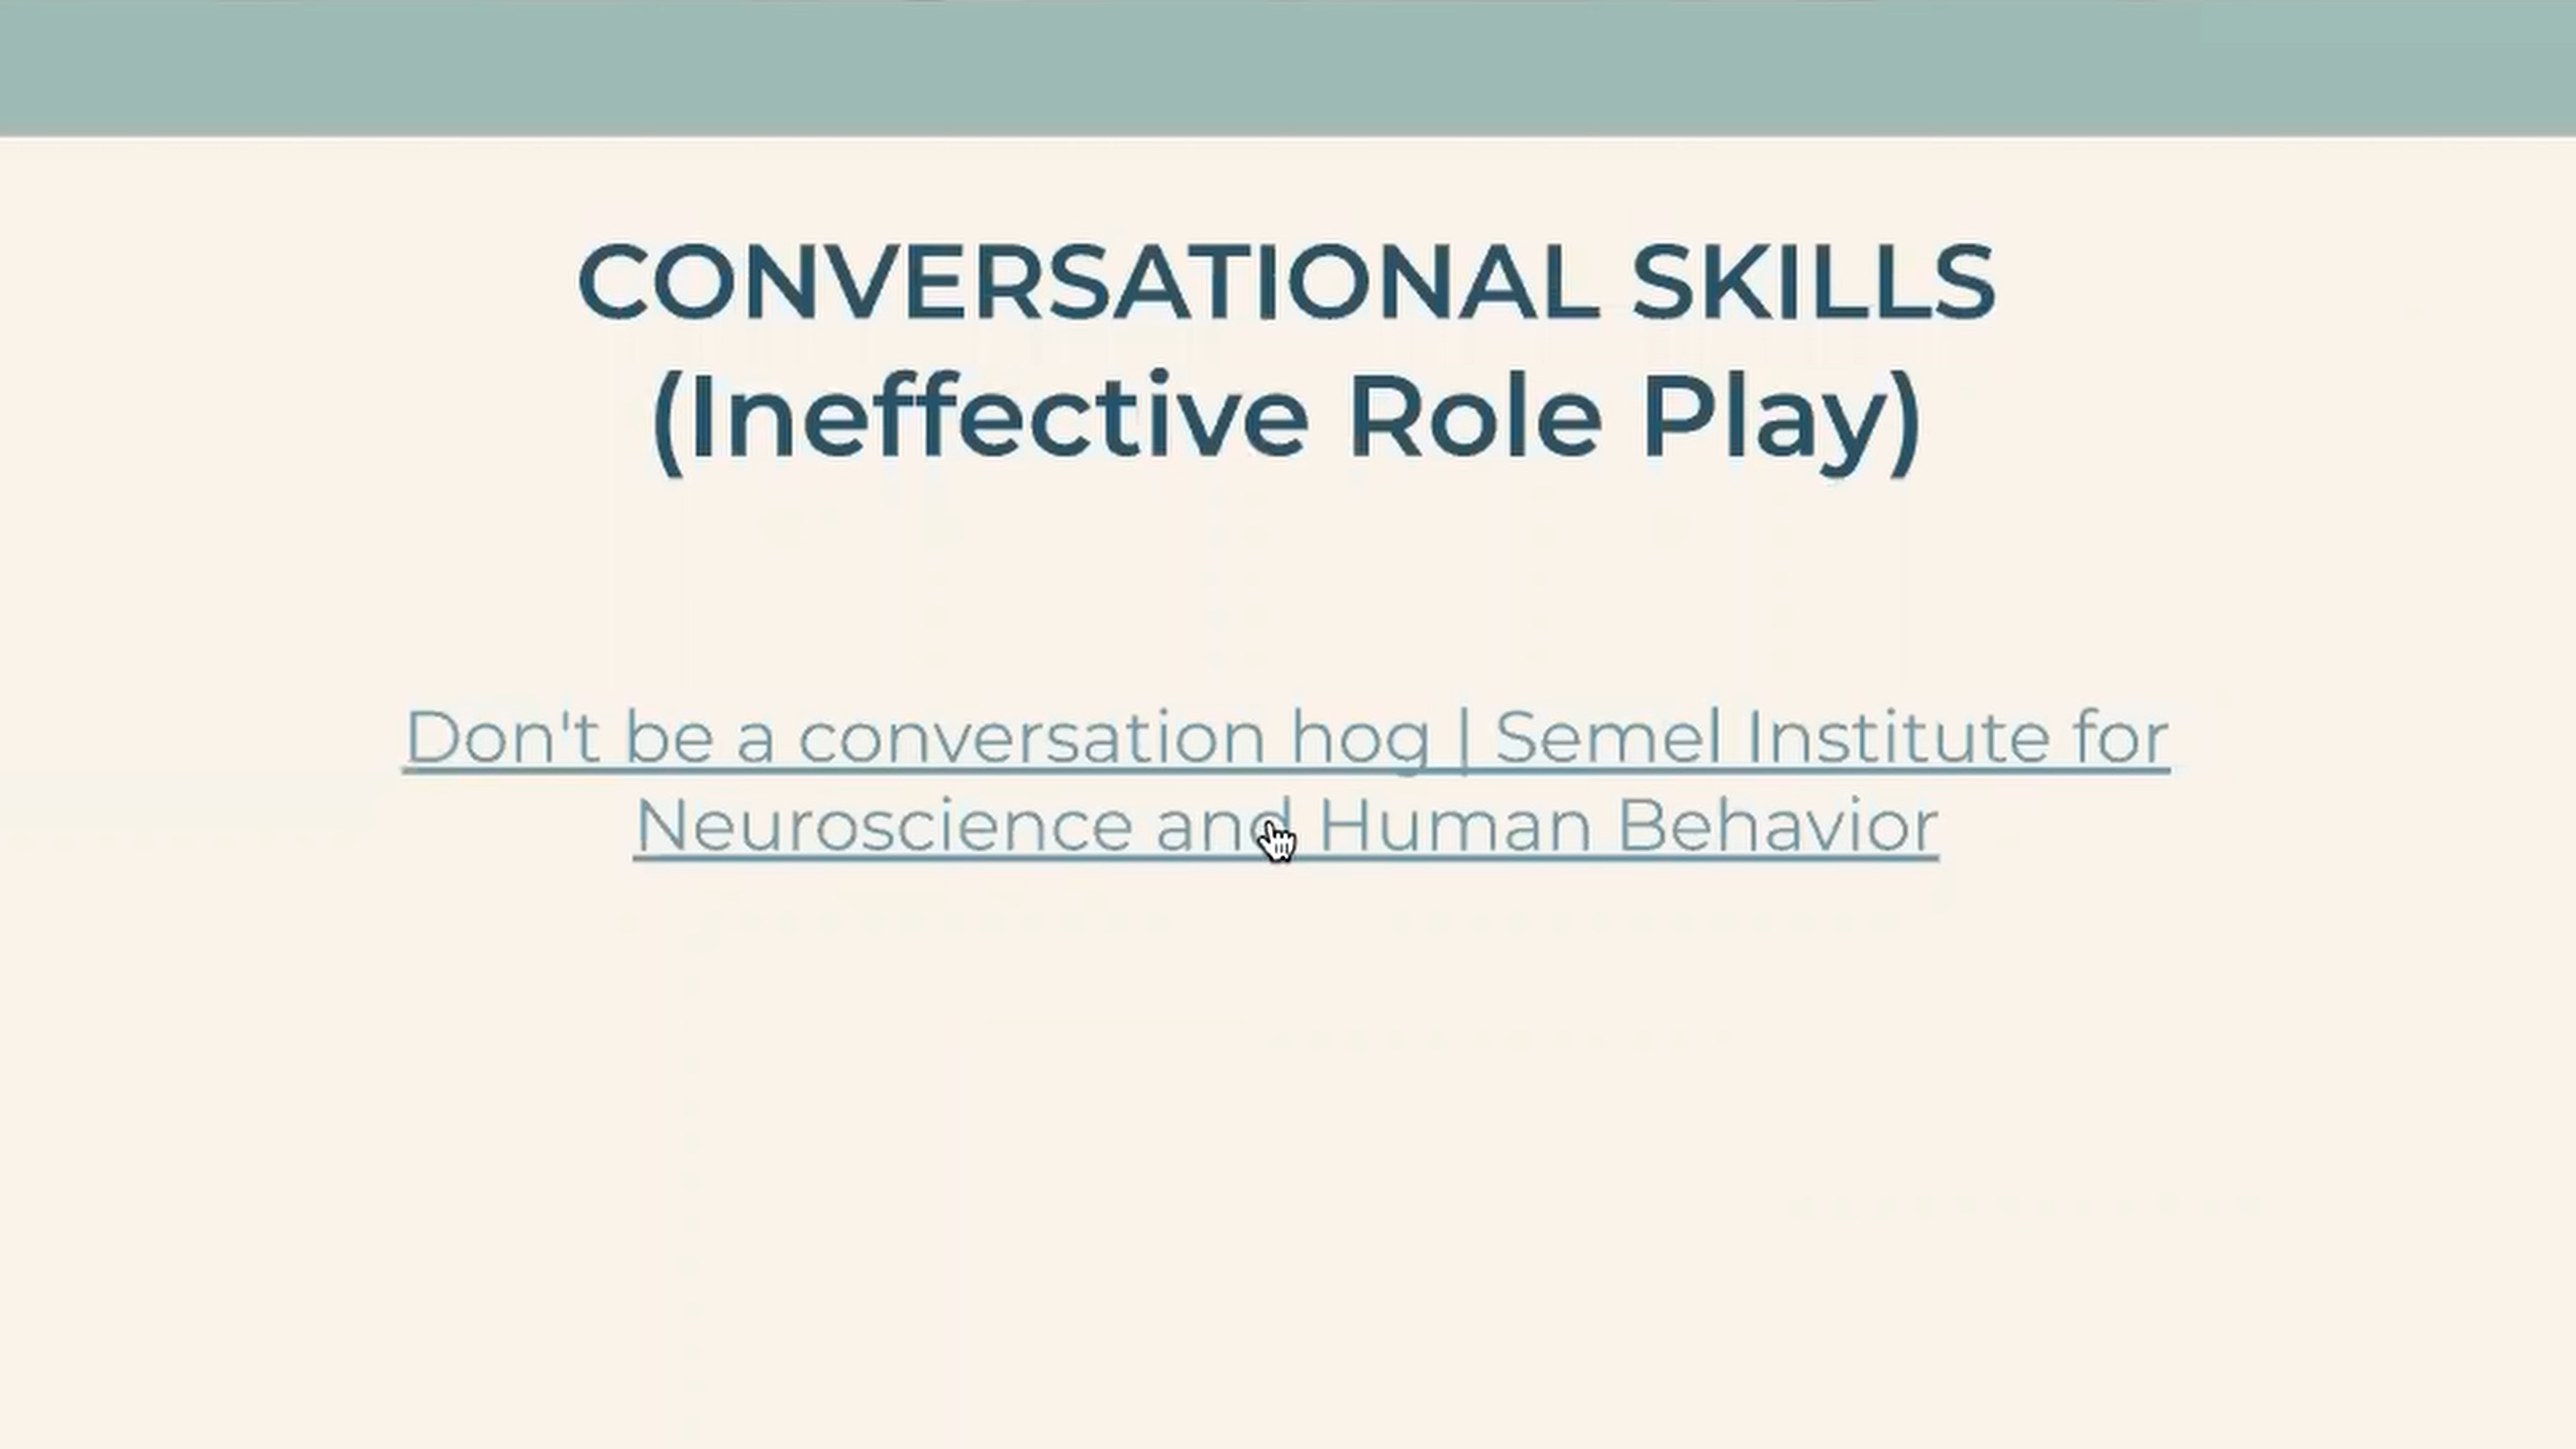 CONVERSATIONAL SKILLS
(Ineffective Role Play)
Don't be a conversation hog | Semel Institute for
Neuroscience and Human Behavior